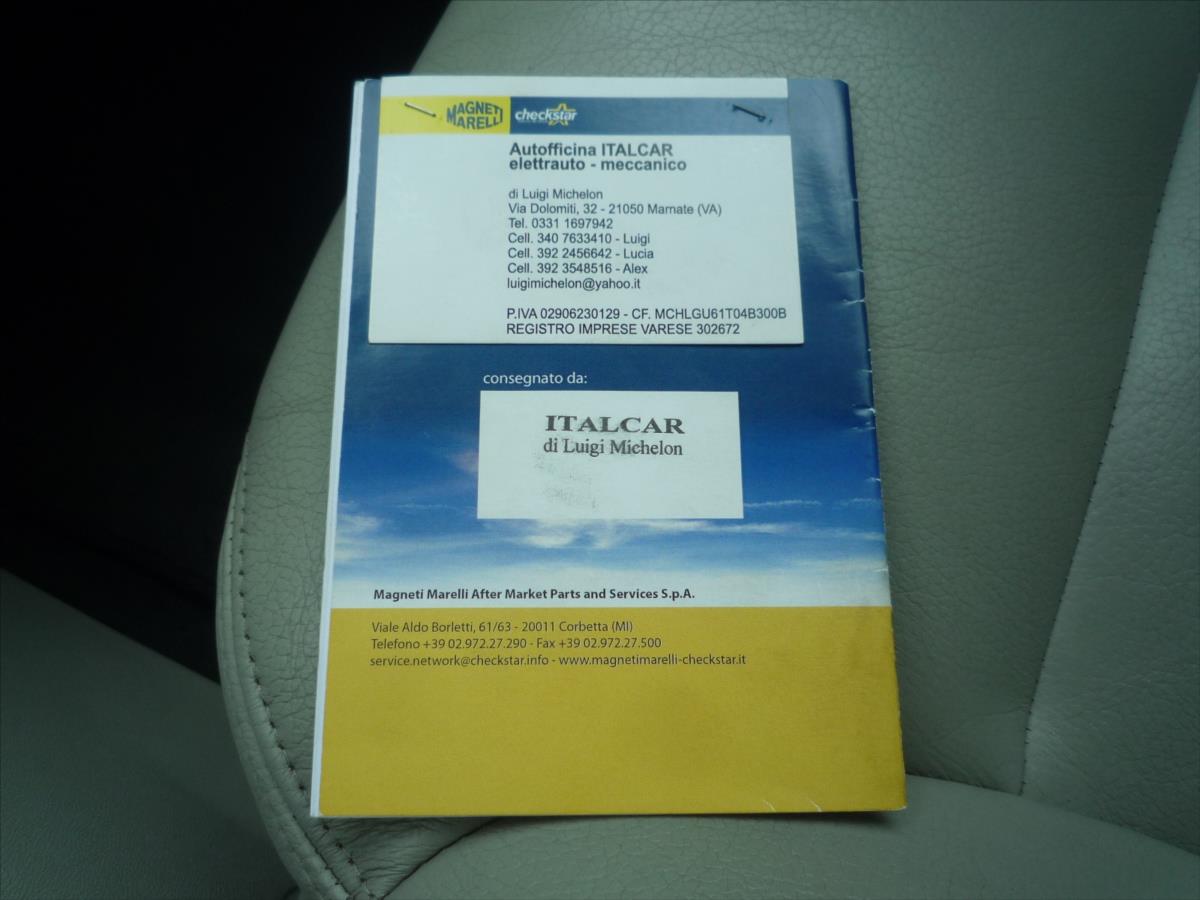 MAGNETI
MARELLI
checkstar
Autofficina ITALCAR
elettrauto - meccanico
di Luigi Michelon
Via Dolomiti, 32 - 21050 Marnate (VA)
Tel. 0331 1697942
Cell. 340 7633410 - Luigi
Cell. 392 2456642 - Lucia
Cell. 392 3548516 - Alex
luigimichelon@yahoo.it
P.IVA 02906230129 - CF. MCHLGU61T04B300B
REGISTRO IMPRESE VARESE 302672
consegnato da:
ITALCAR
di Luigi Michelon
Magneti Marelli After Market Parts and Services S.p.A.
Viale Aldo Borletti, 61/63 - 20011 Corbetta (MI)
Telefono +39 02.972.27.290 - Fax +39 02.972.27.500
service.network@checkstar.info - www.magnetimarelli-checkstar.it